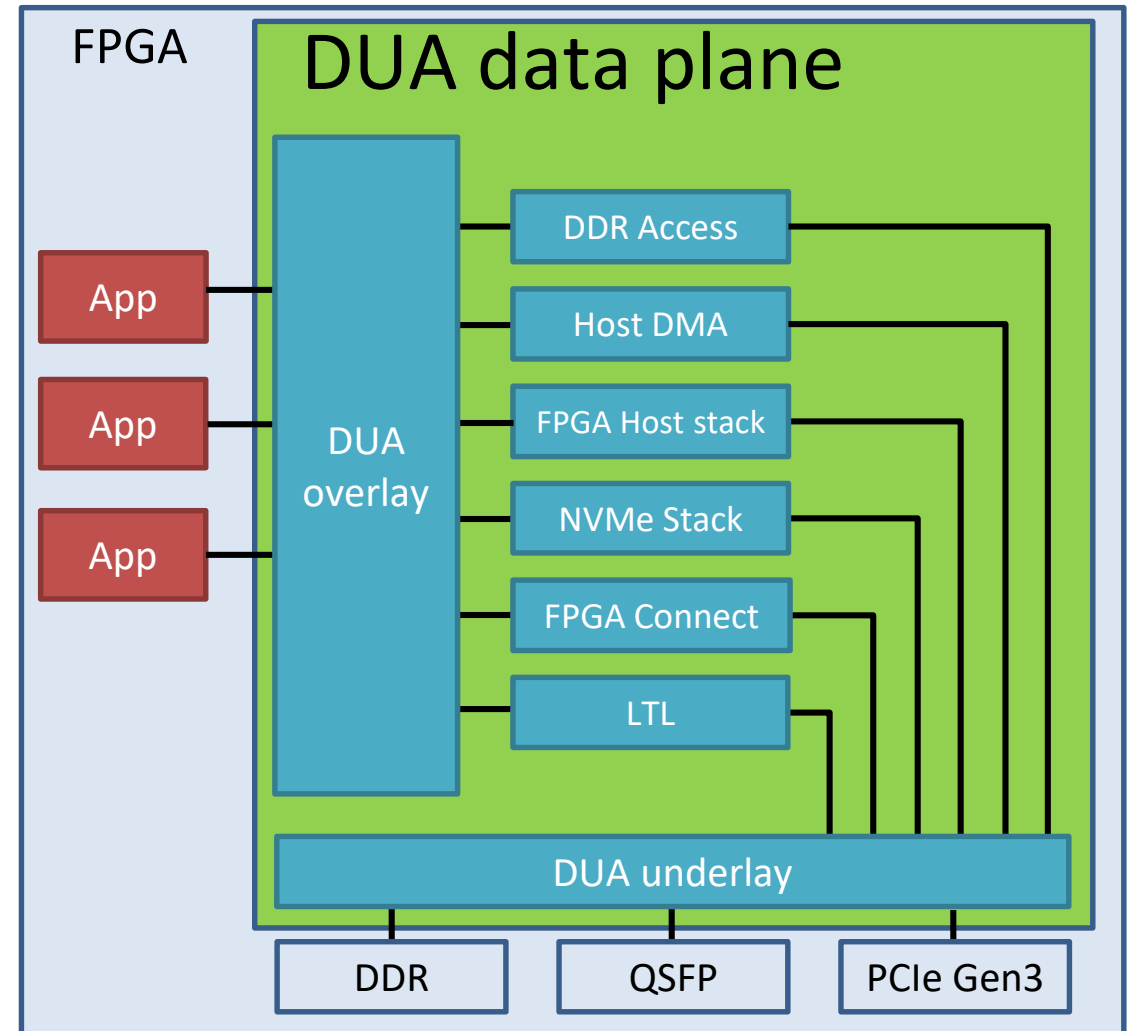 FPGA
DUA data plane
App
App
App
DUA
overlay
DDR Access
Host DMA
FPGA Host stack
NVMe Stack
FPGA Connect
LTL
DUA underlay
DDR
QSFP
PCIe Gen3